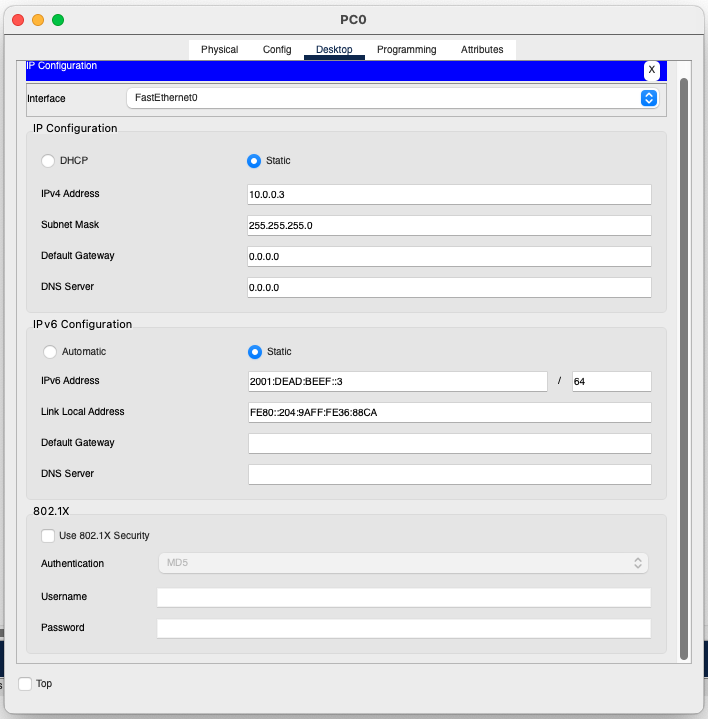 PC0
Physical Config Desktop Programming Attributes
IP Configuration X
Interface FastEthernet0
IP Configuration
DHCP Static
IPv4 Address 10.0.0.3
Subnet Mask 255.255.255.0
Default Gateway 0.0.0.0
DNS Server 0.0.0.0
IPv6 Configuration
Automatic Static
IPv6 Address 2001:DEAD:BEEF::3 / 64
Link Local Address FE80::204:9AFF:FE36:88CA
Default Gateway
DNS Server
802.1X
Use 802.1X Security
Authentication MD5
Username
Password
Top